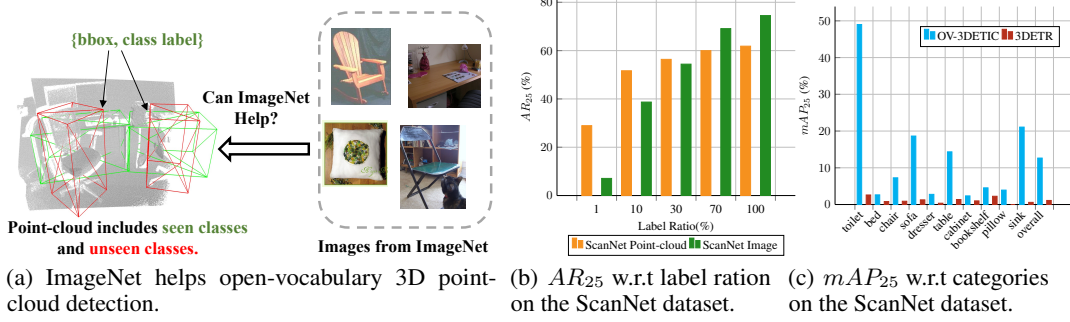 {bbox, class label}
Can ImageNet
Help?
Point-cloud includes seen classes
and unseen classes.
Images from ImageNet
(a) ImageNet helps open-vocabulary 3D point-
cloud detection.
AR25 (%)
80
60
40
20
0
1 10 30 70 100
Label Ratio(%)
ScanNet Point-cloud ScanNet Image
(b) AR25 w.r.t label ration
on the ScanNet dataset.
mAP25 (%)
50
40
30
20
10
0
OV-3DETIC 3DETR
toilet bed chair sofa dresser table cabinet bookshelf pillow sink overall
(c) mAP25 w.r.t categories
on the ScanNet dataset.